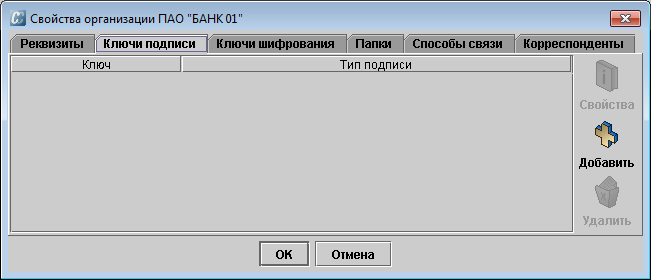 Свойства организации ПАО "БАНК 01"
Реквизиты Ключи подписи Ключи шифрования Папки Способы связи Корреспонденты
Ключ Тип подписи
Свойства
Добавить
Удалить
OK Отмена